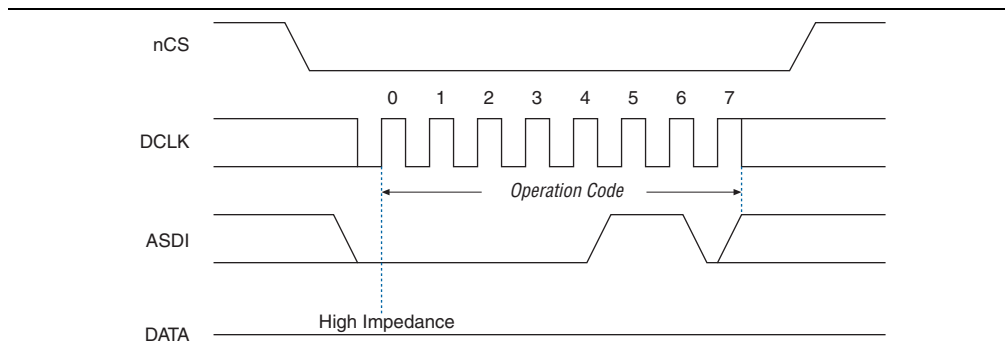 nCS
0 1 2 3 4 5 6 7
DCLK
Operation Code
ASDI
High Impedance
DATA